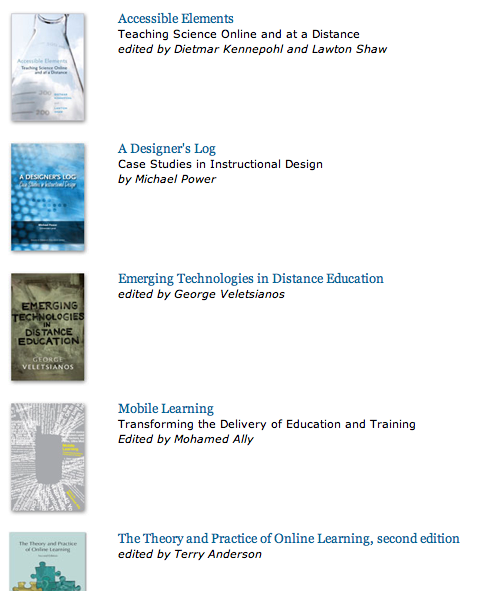 Accessible Elements
Teaching Science Online and at a Distance
edited by Dietmar Kennepohl and Lawton Shaw
Accessible Elements
Teaching Science Online
and at a Distance
A Designer's Log
Case Studies in Instructional Design
by Michael Power
A DESIGNER'S LOG
Case Studies in Instructional Design
Michael Power
Emerging Technologies in Distance Education
edited by George Veletsianos
EMERGING
TECHNOLOGIES
IN
DISTANCE
EDUCATION
GEORGE
VELETSIANOS
Mobile Learning
Transforming the Delivery of Education and Training
Edited by Mohamed Ally
Mobile
Learning
The Theory and Practice of Online Learning, second edition
edited by Terry Anderson
The Theory and Practice
of Online Learning